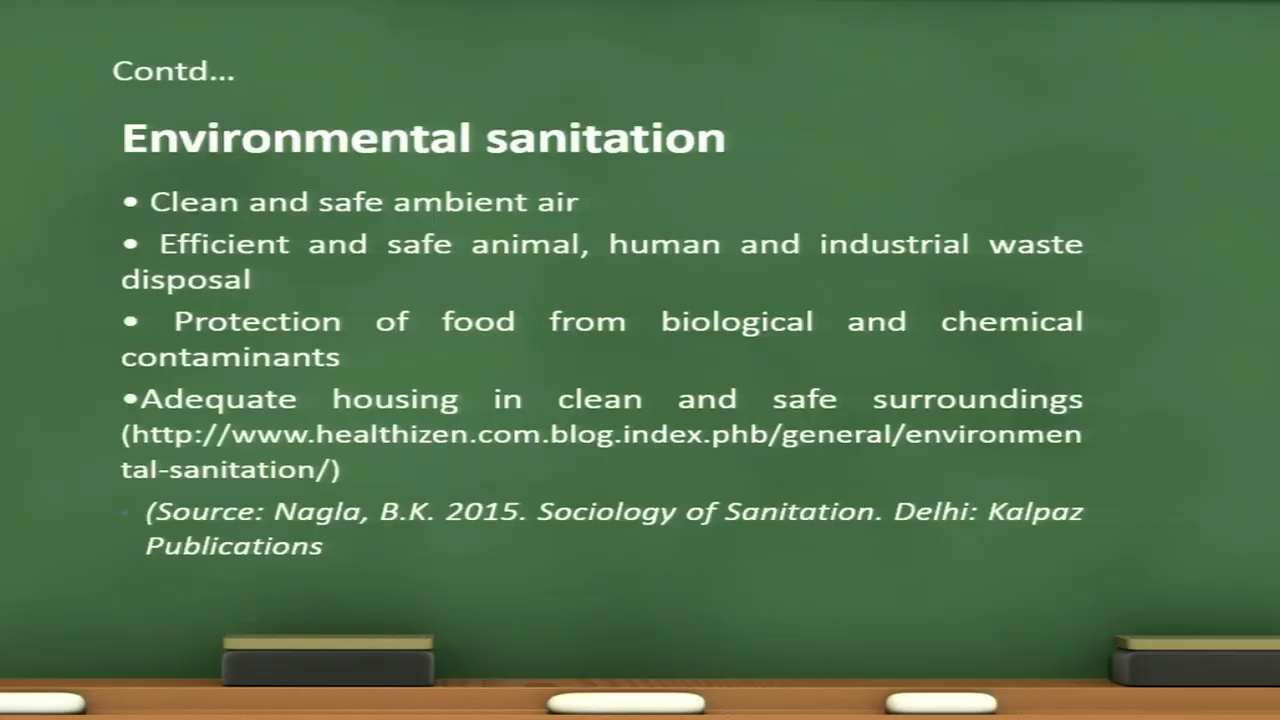 Contd...
Environmental sanitation
• Clean and safe ambient air
• Efficient and safe animal, human and industrial waste
disposal
• Protection of food from biological and chemical
contaminants
•Adequate housing in clean and safe surroundings
(http://www.healthizen.com.blog.index.phb/general/environmen
tal-sanitation/)
(Source: Nagla, B.K. 2015. Sociology of Sanitation. Delhi: Kalpaz
Publications